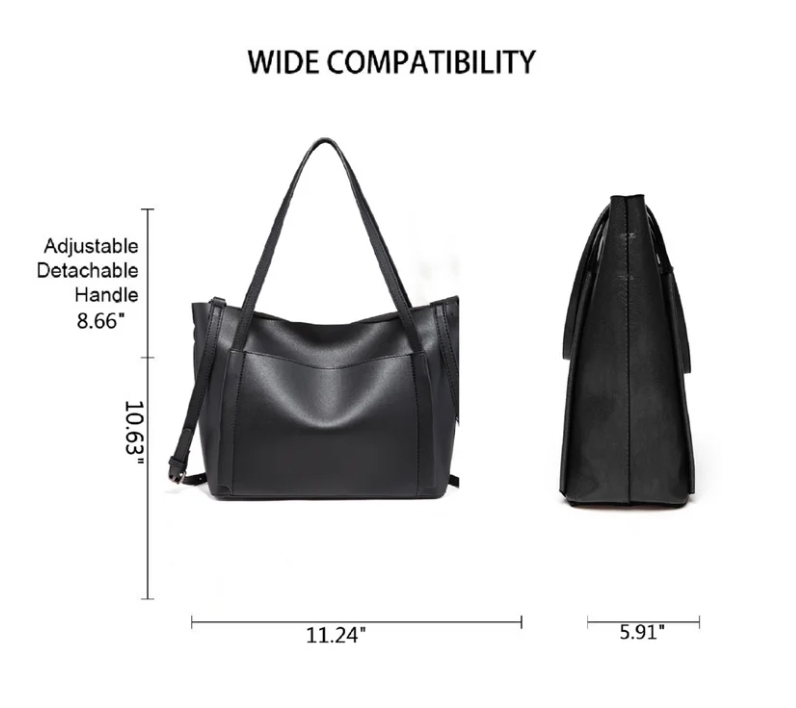 WIDE COMPATIBILITY
Adjustable
Detachable
Handle
8.66"
10.63"
11.24"
5.91"